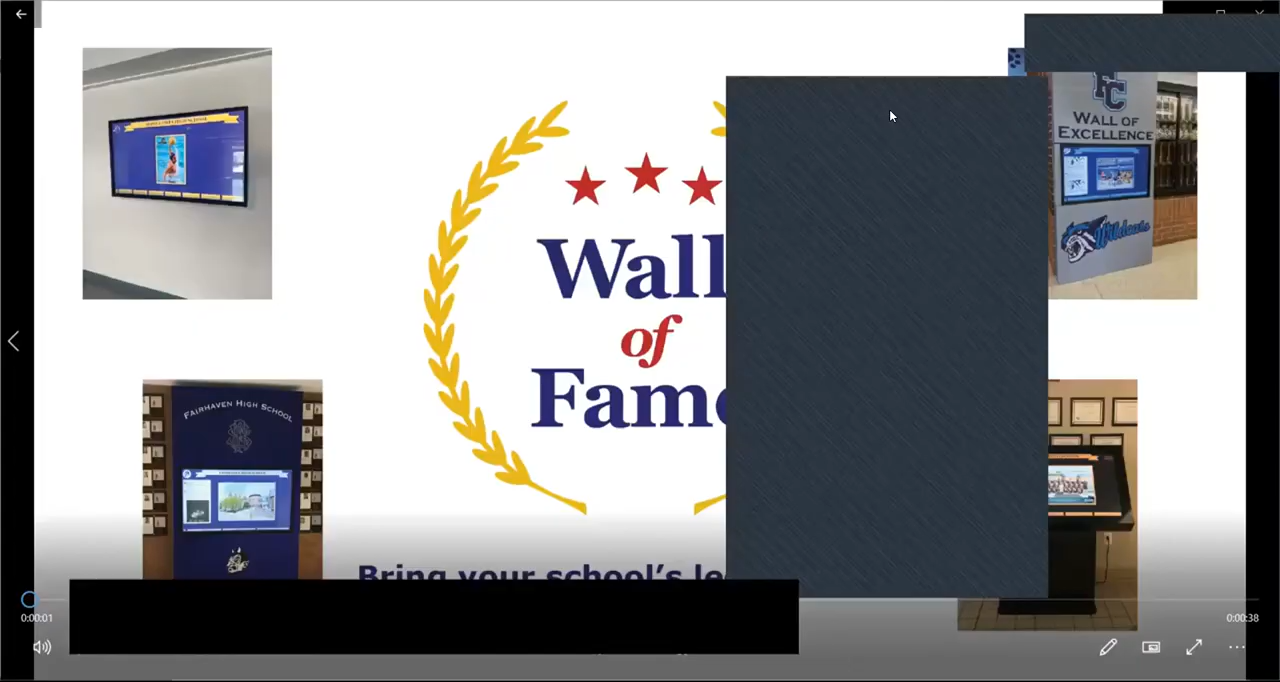 WALL OF
EXCELLENCE
Wildcats
Wall
of
Fame
FAIRHAVEN HIGH SCHOOL
Bring your school's
0:00:01
0:00:38